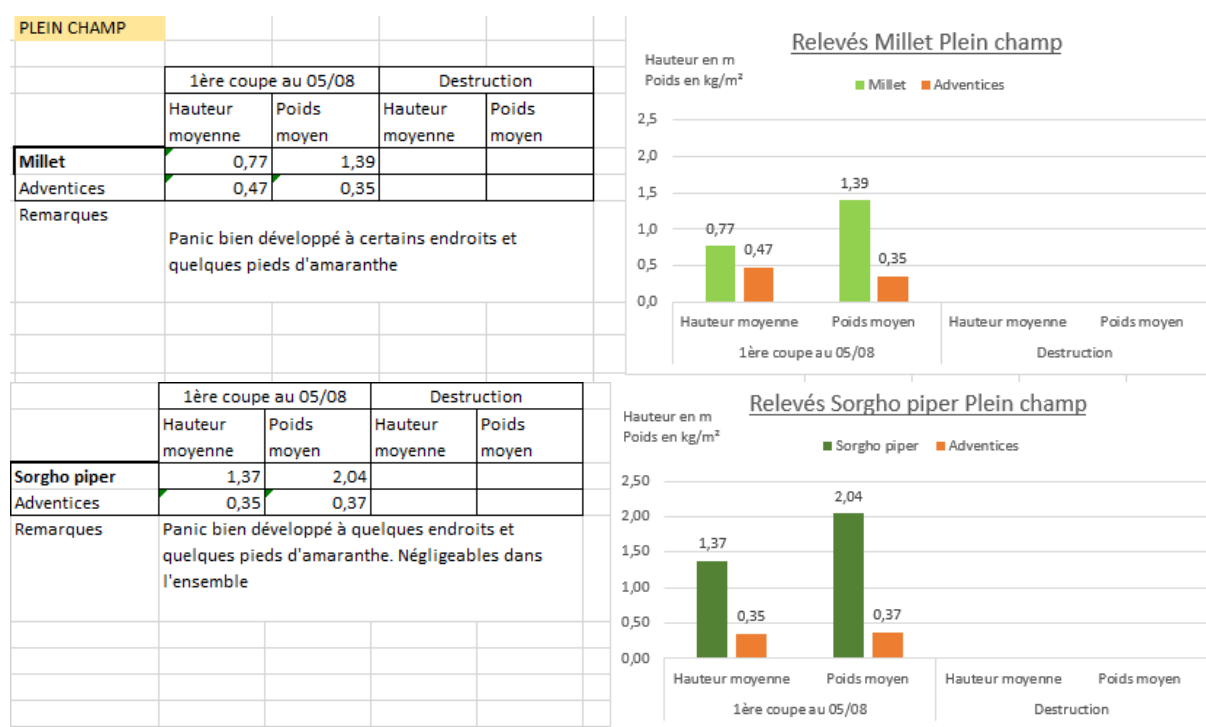 PLEIN CHAMP
1ère coupe au 05/08 Destruction
Hauteur moyenne Poids moyen Hauteur moyenne Poids moyen
Millet 0,77 1,39
Adventices 0,47 0,35
Remarques
Panic bien développé à certains endroits et
quelques pieds d'amaranthe
Relevés Millet Plein champ
Hauteur en m
Poids en kg/m²
Millet Adventices
2,5
2,0
1,5
1,0
0,5
0,0
0,77
0,47
1,39
0,35
Hauteur moyenne Poids moyen Hauteur moyenne Poids moyen
1ère coupe au 05/08 Destruction
1ère coupe au 05/08 Destruction
Hauteur moyenne Poids moyen Hauteur moyenne Poids moyen
Sorgho piper 1,37 2,04
Adventices 0,35 0,37
Remarques
Panic bien développé à quelques endroits et
quelques pieds d'amaranthe. Négligeables dans
l'ensemble
Relevés Sorgho piper Plein champ
Hauteur en m
Poids en kg/m²
Sorgho piper Adventices
2,50
2,00
1,50
1,00
0,50
0,00
1,37
0,35
2,04
0,37
Hauteur moyenne Poids moyen Hauteur moyenne Poids moyen
1ère coupe au 05/08 Destruction